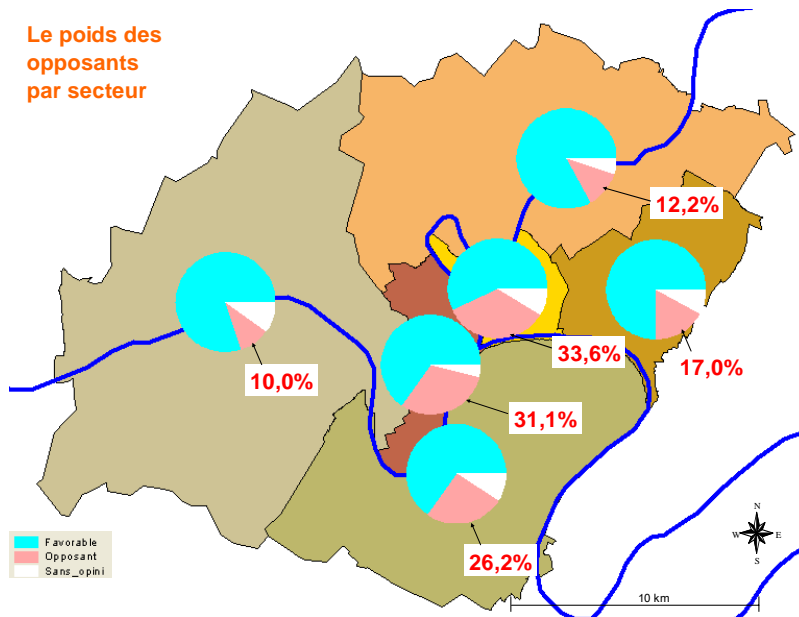 Le poids des
opposants
par secteur
12,2%
33,6%
17,0%
10,0%
31,1%
26,2%
Favorable
Opposant
Sans_opini
N
W E
S
10 km